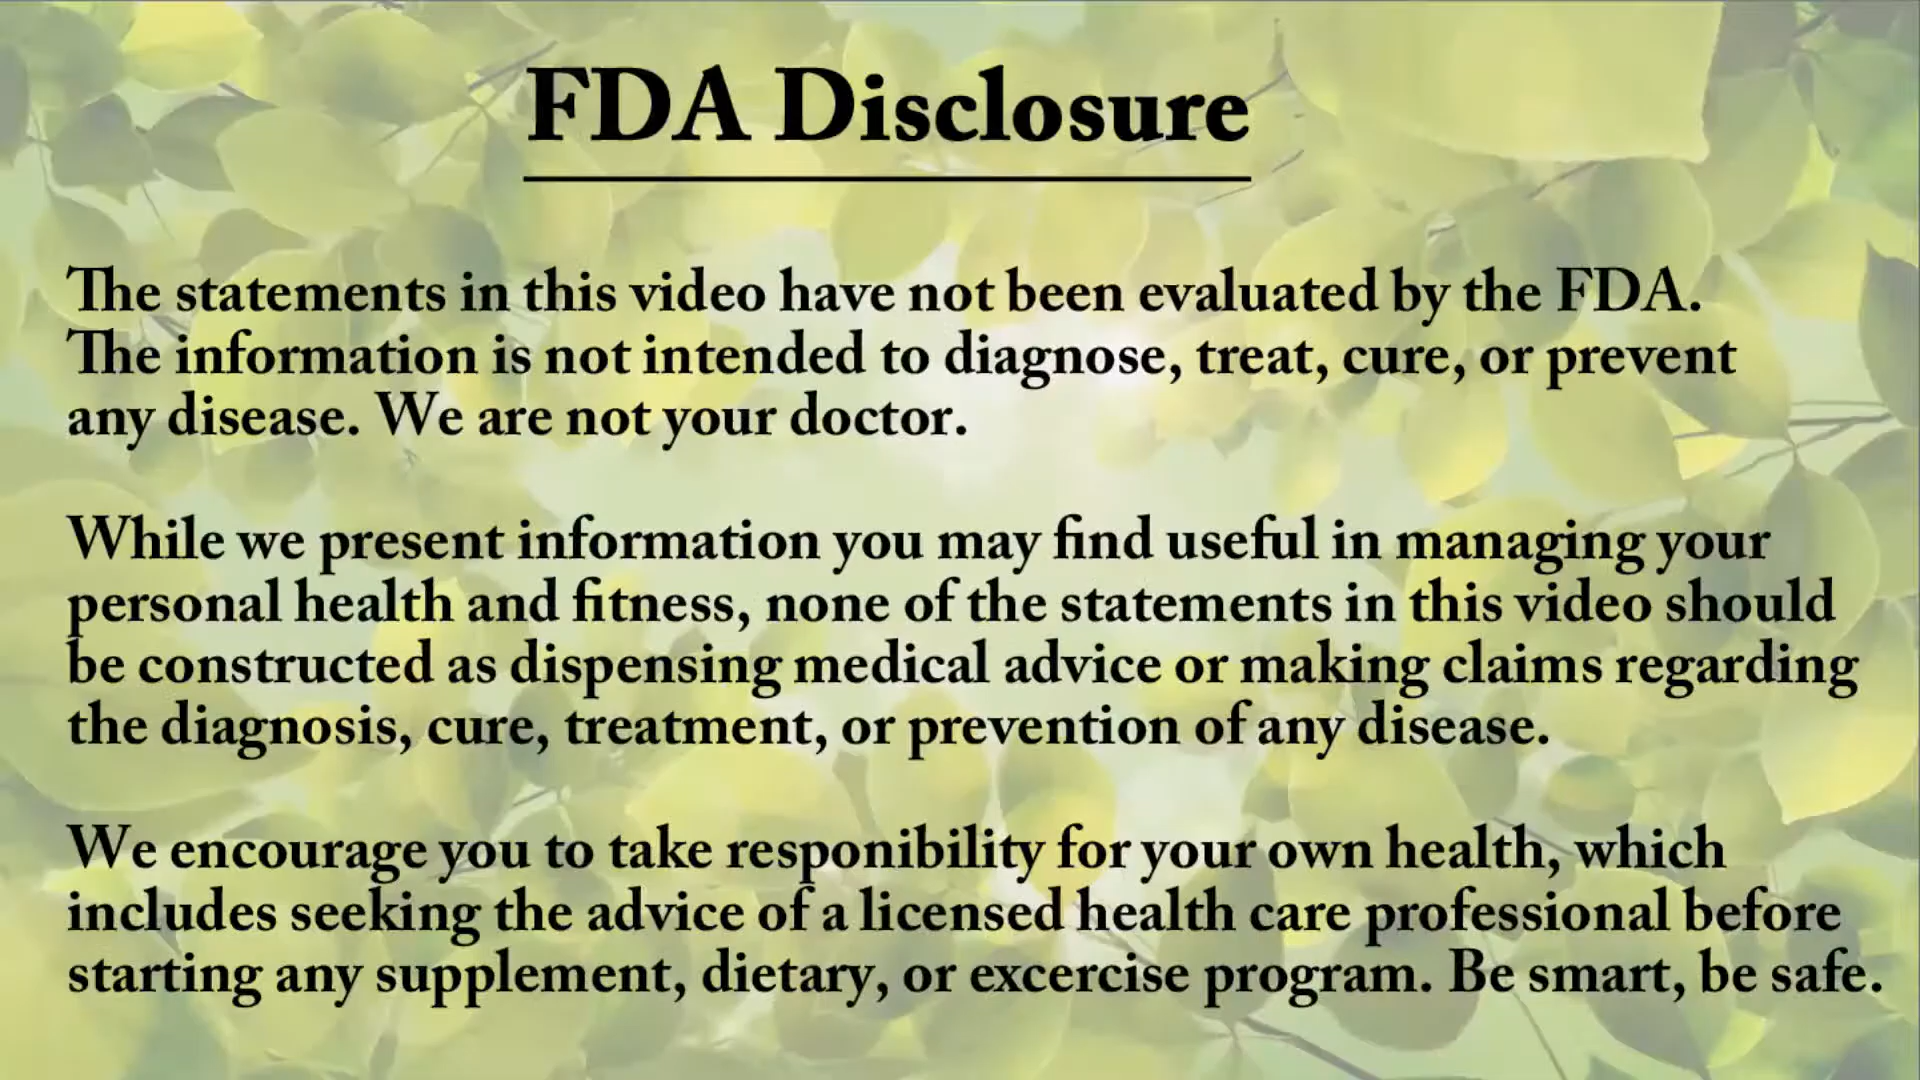 FDA Disclosure
The statements in this video have not been evaluated by the FDA.
The information is not intended to diagnose, treat, cure, or prevent
any disease. We are not your doctor.
While we present information you may find useful in managing your
personal health and fitness, none of the statements in this video should
be constructed as dispensing medical advice or making claims regarding
the diagnosis, cure, treatment, or prevention of any disease.
We encourage you to take responibility for your own health, which
includes seeking the advice of a licensed health care professional before
starting any supplement, dietary, or excercise program. Be smart, be safe.